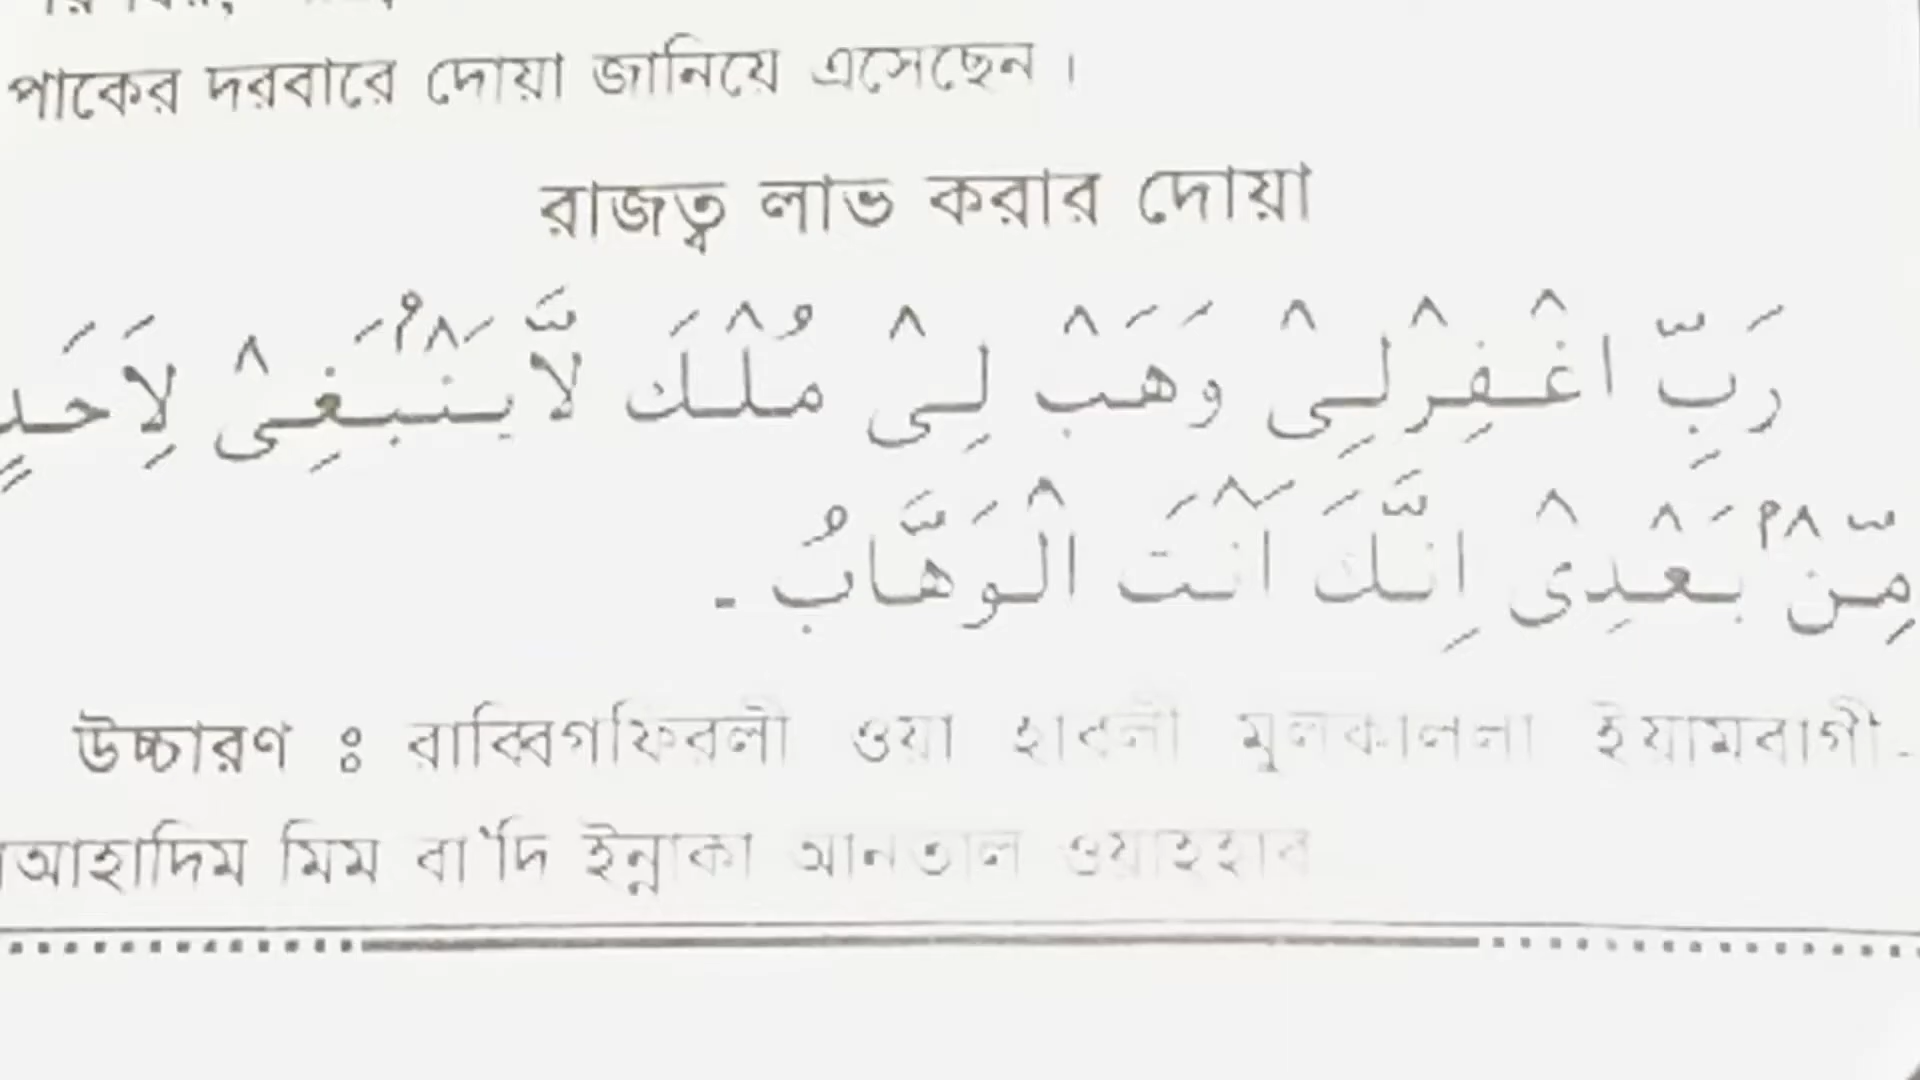 পাকের দরবারে দোয়া জানিয়ে এসেছেন ।
রাজত্ব লাভ করার দোয়া
رَبِّ اغْفِرْلِىْ وَهَبْ لِىْ مُلْكَ لاَّيَنْۢبَغِىْ لِاَحَدٍ
مِّنْۢ بَعْدِىْ اِنَّكَ اَنْتَ الْوَهَّابُ -
উচ্চারণ ঃ রাব্বিগফিরলী ওয়া হাবলী মুলকাললা ইয়ামবাগী-
আহাদিম মিম বা'দি ইন্নাকা আনতাল ওয়াহহাব